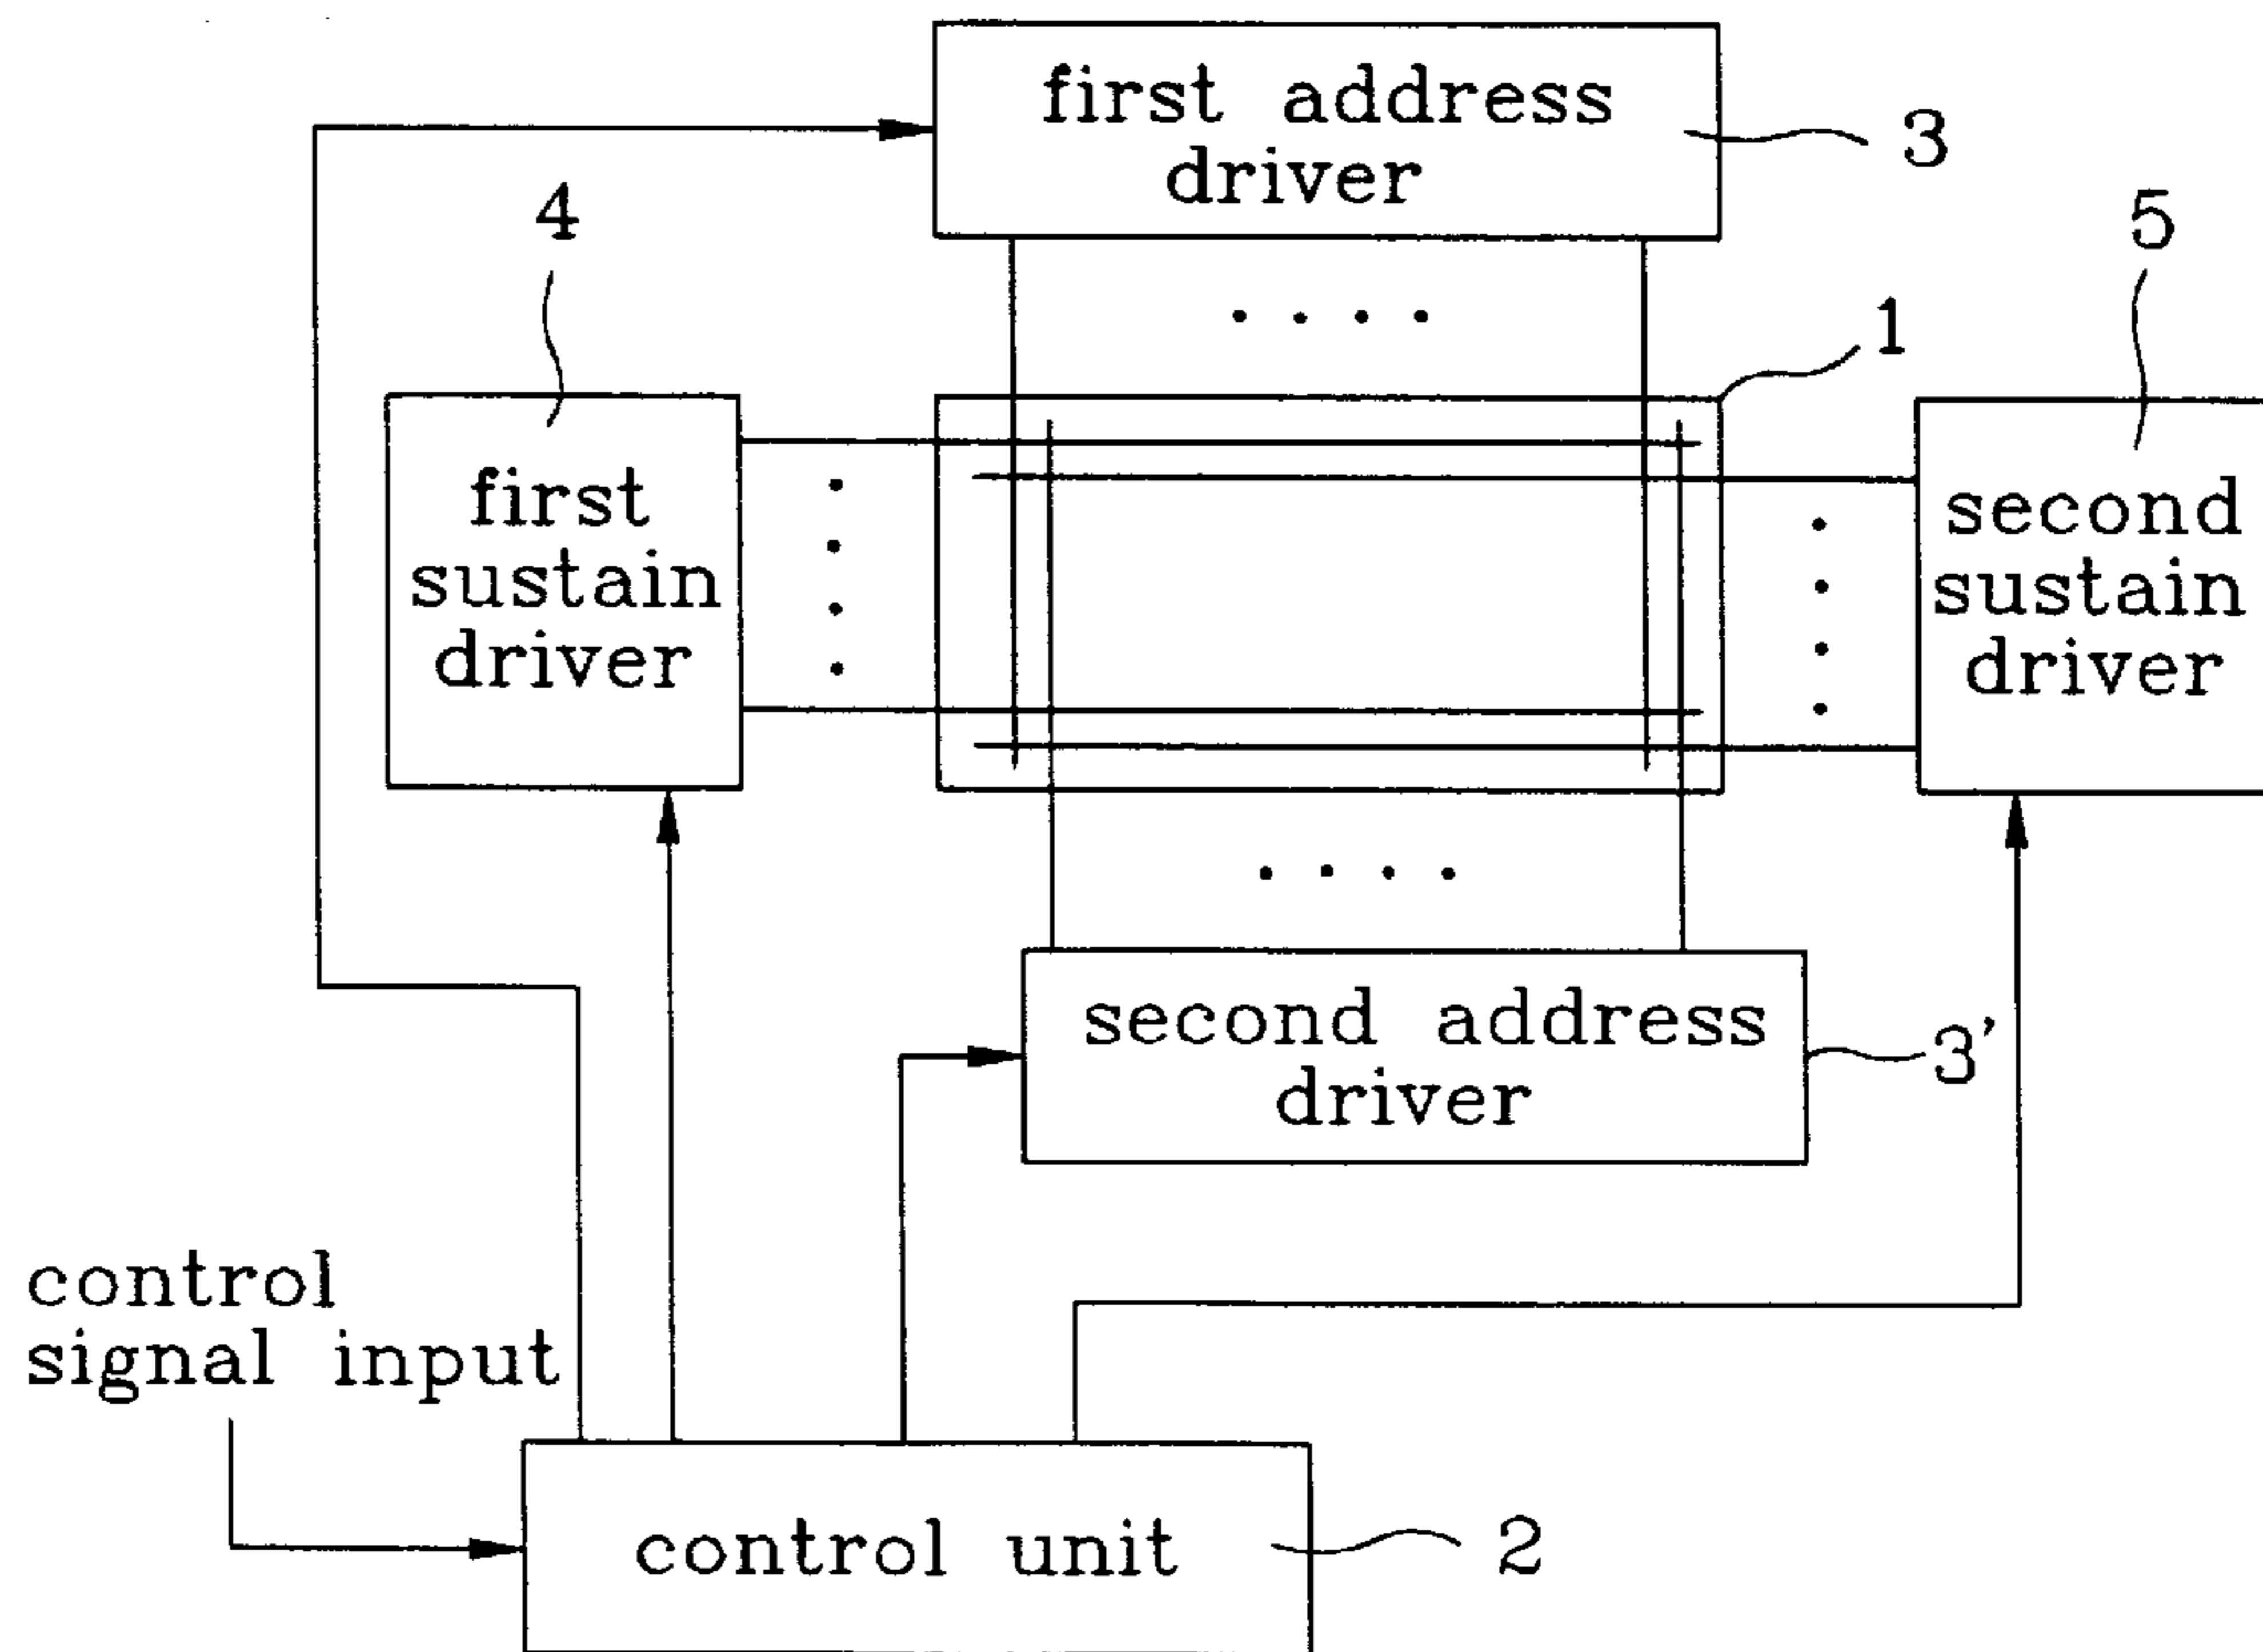 first address
driver
3
4
5
1
first
sustain
driver
second
sustain
driver
second address
driver
3'
control
signal input
control unit
2